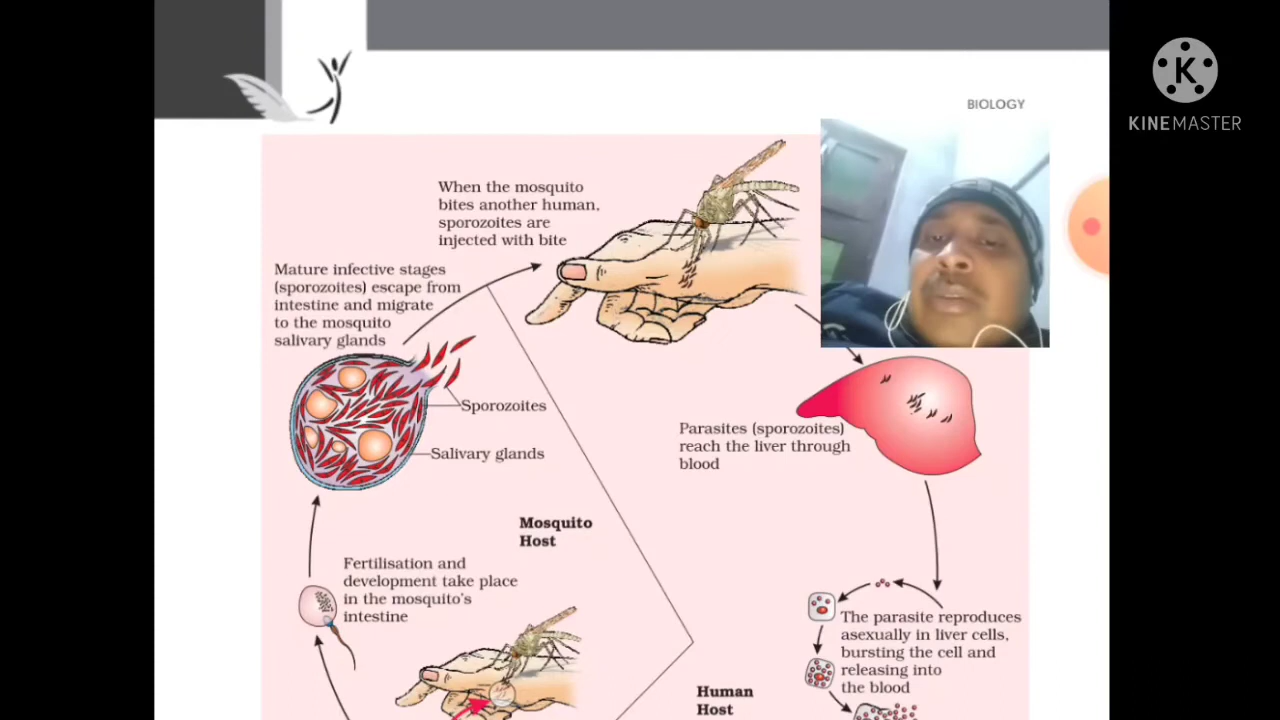 BIOLOGY
K
KINEMASTER
When the mosquito
bites another human,
sporozoites are
injected with bite
Mature infective stages
(sporozoites) escape from
intestine and migrate
to the mosquito
salivary glands
Sporozoites
Salivary glands
Parasites (sporozoites)
reach the liver through
blood
Mosquito
Host
Fertilisation and
development take place
in the mosquito's
intestine
The parasite reproduces
asexually in liver cells,
bursting the cell and
releasing into
the blood
Human
Host